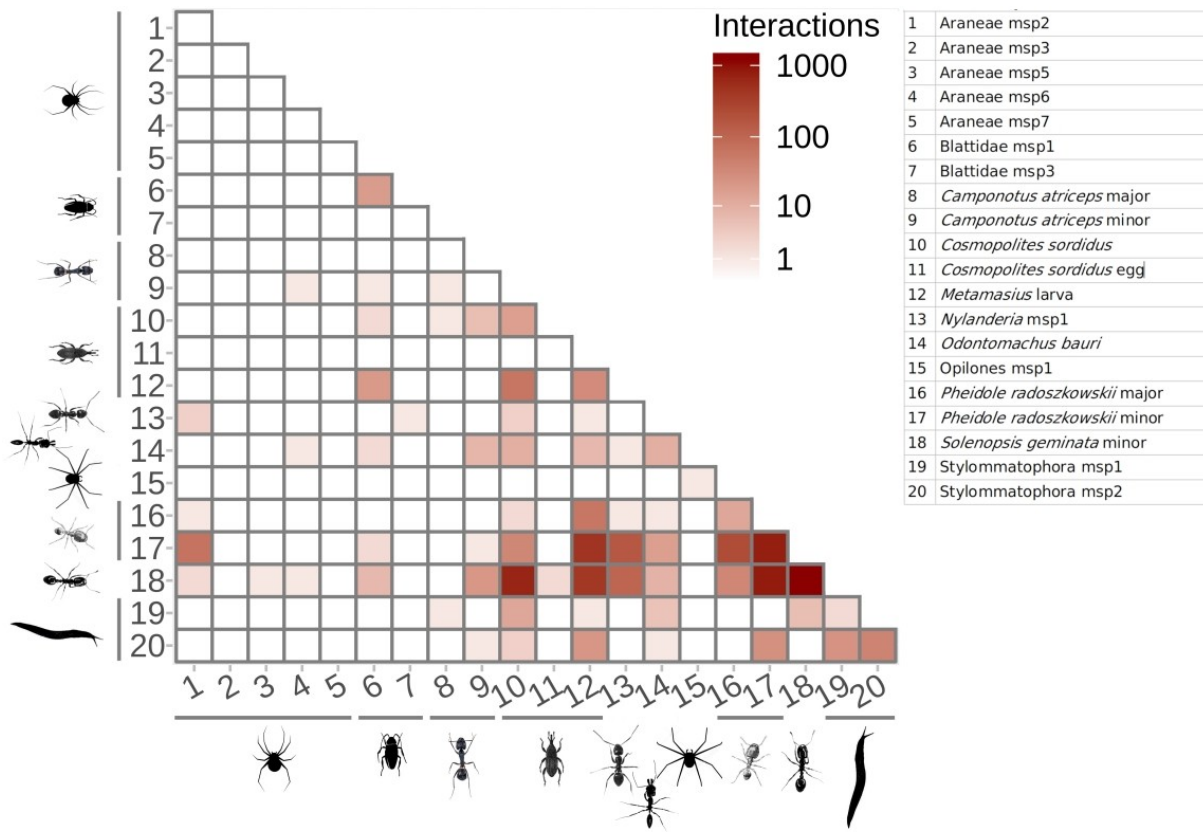 Interactions
1000
100
10
1
1
2
3
4
5
6
7
8
9
10
11
12
13
14
15
16
17
18
19
20
1 2 3 4 5 6 7 8 9 10 11 12 13 14 15 16 17 18 19 20
1 Araneae msp2
2 Araneae msp3
3 Araneae msp5
4 Araneae msp6
5 Araneae msp7
6 Blattidae msp1
7 Blattidae msp3
8 Camponotus atriceps major
9 Camponotus atriceps minor
10 Cosmopolites sordidus
11 Cosmopolites sordidus egg
12 Metamasius larva
13 Nylanderia msp1
14 Odontomachus bauri
15 Opilones msp1
16 Pheidole radoszkowskii major
17 Pheidole radoszkowskii minor
18 Solenopsis geminata minor
19 Stylommatophora msp1
20 Stylommatophora msp2